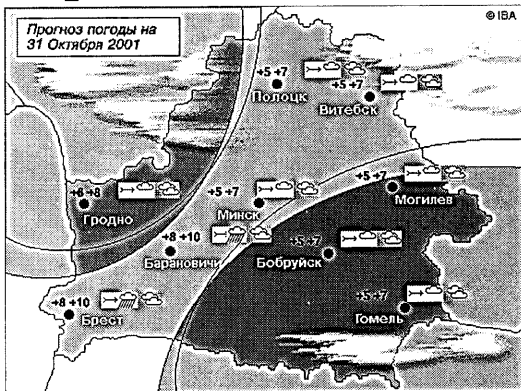 Прогноз погоды на
31 Октября 2001
© IBA
+5 +7
Полоцк
+5 +7
Витебск
+6 +8
Гродно
+5 +7
Минск
+5 +7
Могилев
+8 +10
Барановичи
+5 +7
Бобруйск
+8 +10
Брест
+5 +7
Гомель